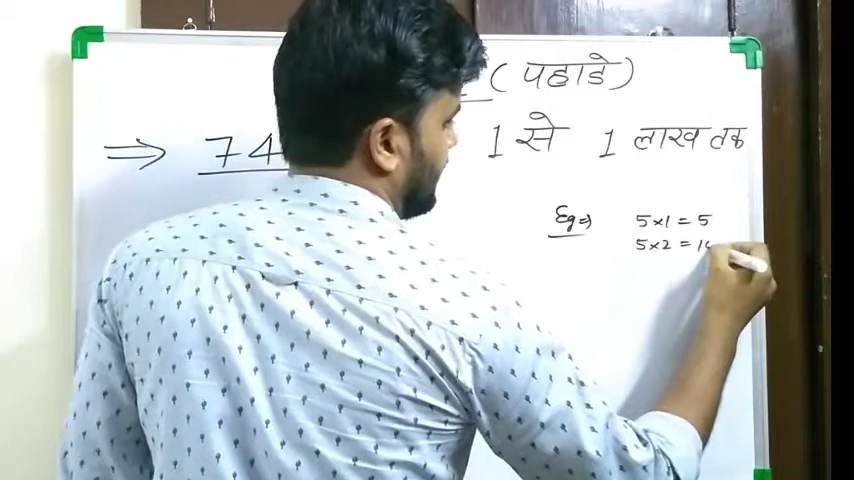 ( पहाडे )
⇒ 74 1 से 1 लाख तक
Eg ⇒ 5×1 = 5
5×2 = 10